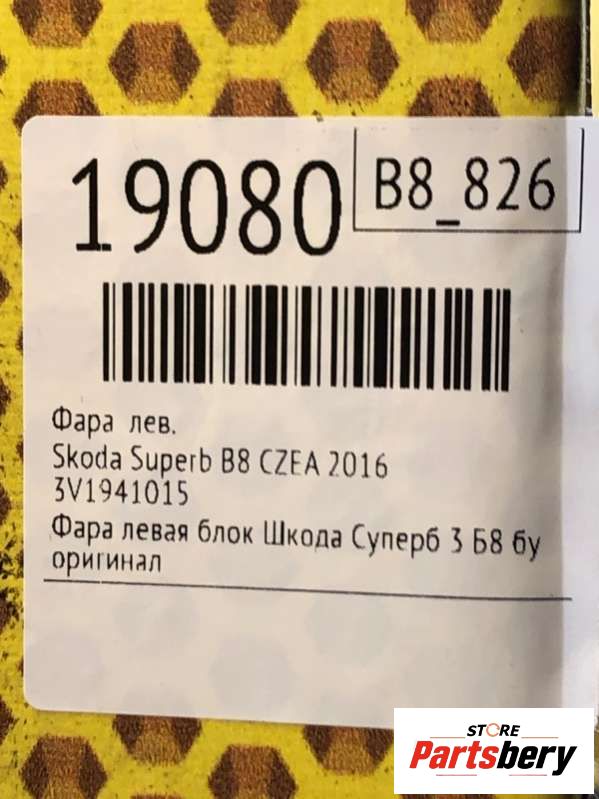 19080
B8_826
Фара лев.
Skoda Superb B8 CZEA 2016
3V1941015
Фара левая блок Шкода Суперб 3 Б8 бу
оригинал
STORE
Partsbery